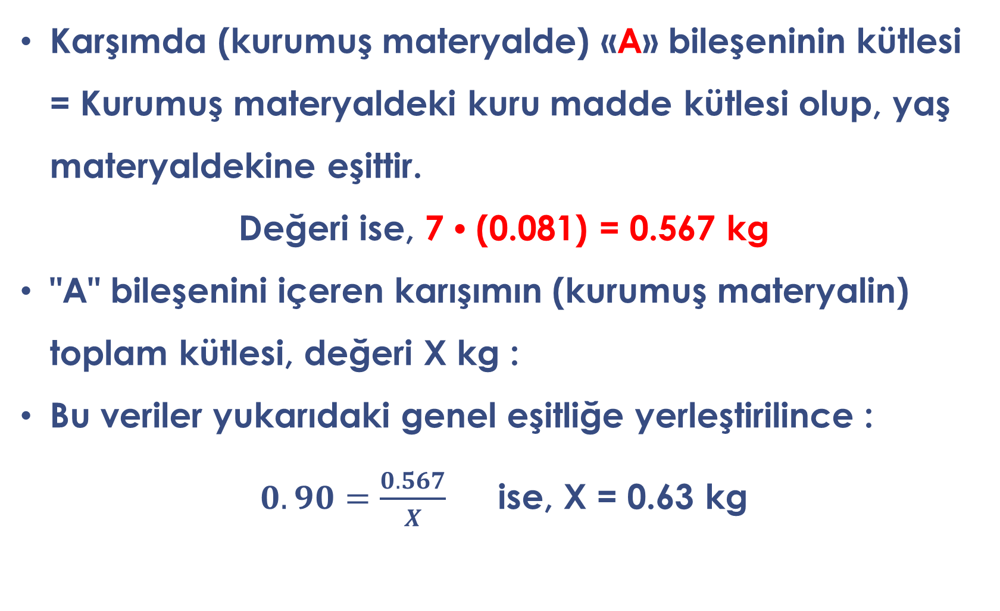 • Karşımda (kurumuş materyalde) «A» bileşeninin kütlesi
= Kurumuş materyaldeki kuru madde kütlesi olup, yaş
materyaldekine eşittir.
Değeri ise, 7 • (0.081) = 0.567 kg
• "A" bileşenini içeren karışımın (kurumuş materyalin)
toplam kütlesi, değeri X kg :
• Bu veriler yukarıdaki genel eşitliğe yerleştirilince :
0.90 = 0.567/X ise, X = 0.63 kg